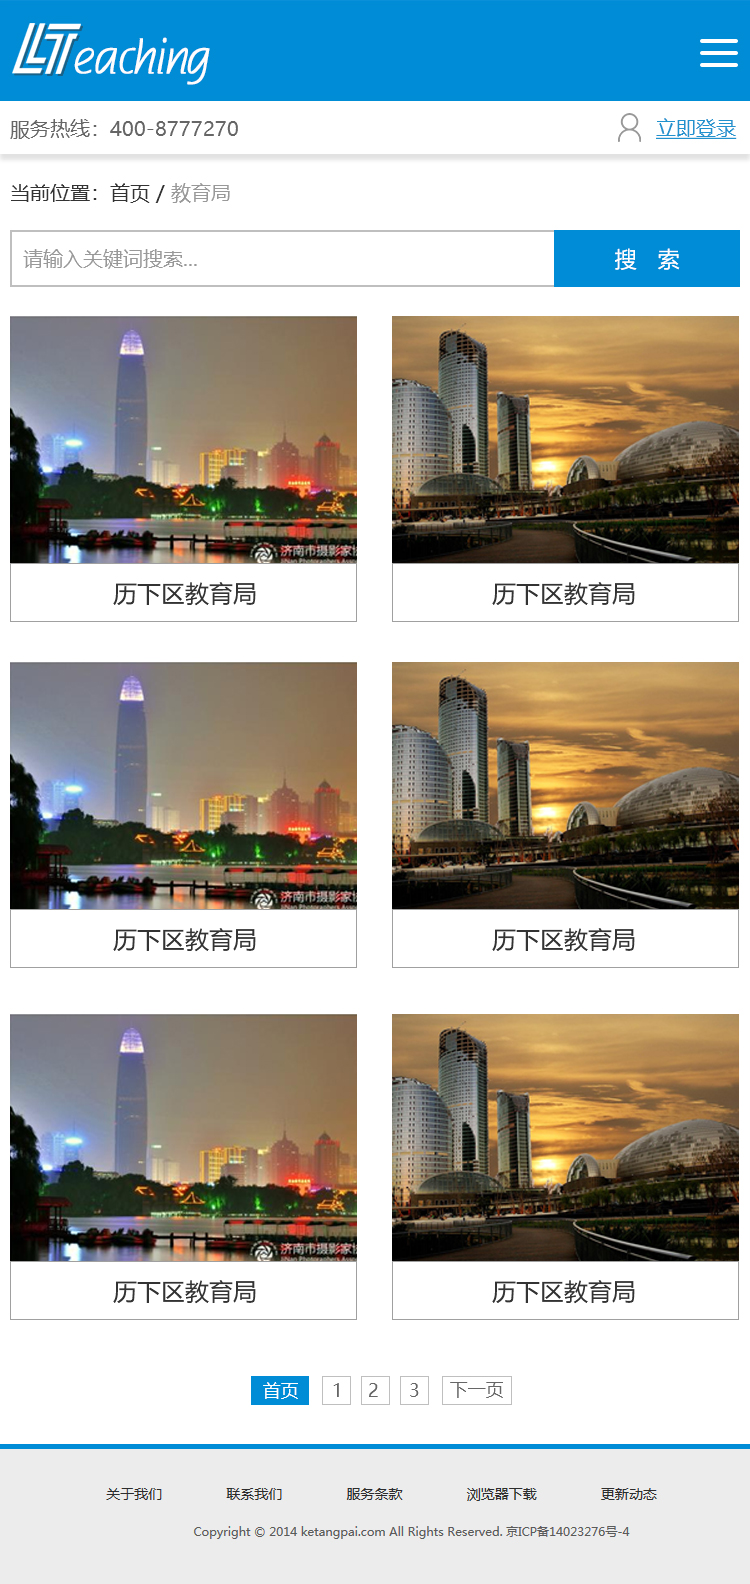 LLTeaching
服务热线：400-8777270
立即登录
当前位置：首页 / 教育局
请输入关键词搜索...
搜 索
济南市摄影家
历下区教育局
历下区教育局
济南市摄影家
历下区教育局
历下区教育局
济南市摄影家
历下区教育局
历下区教育局
首页 1 2 3 下一页
关于我们 联系我们 服务条款 浏览器下载 更新动态
Copyright © 2014 ketangpai.com All Rights Reserved. 京ICP备14023276号-4